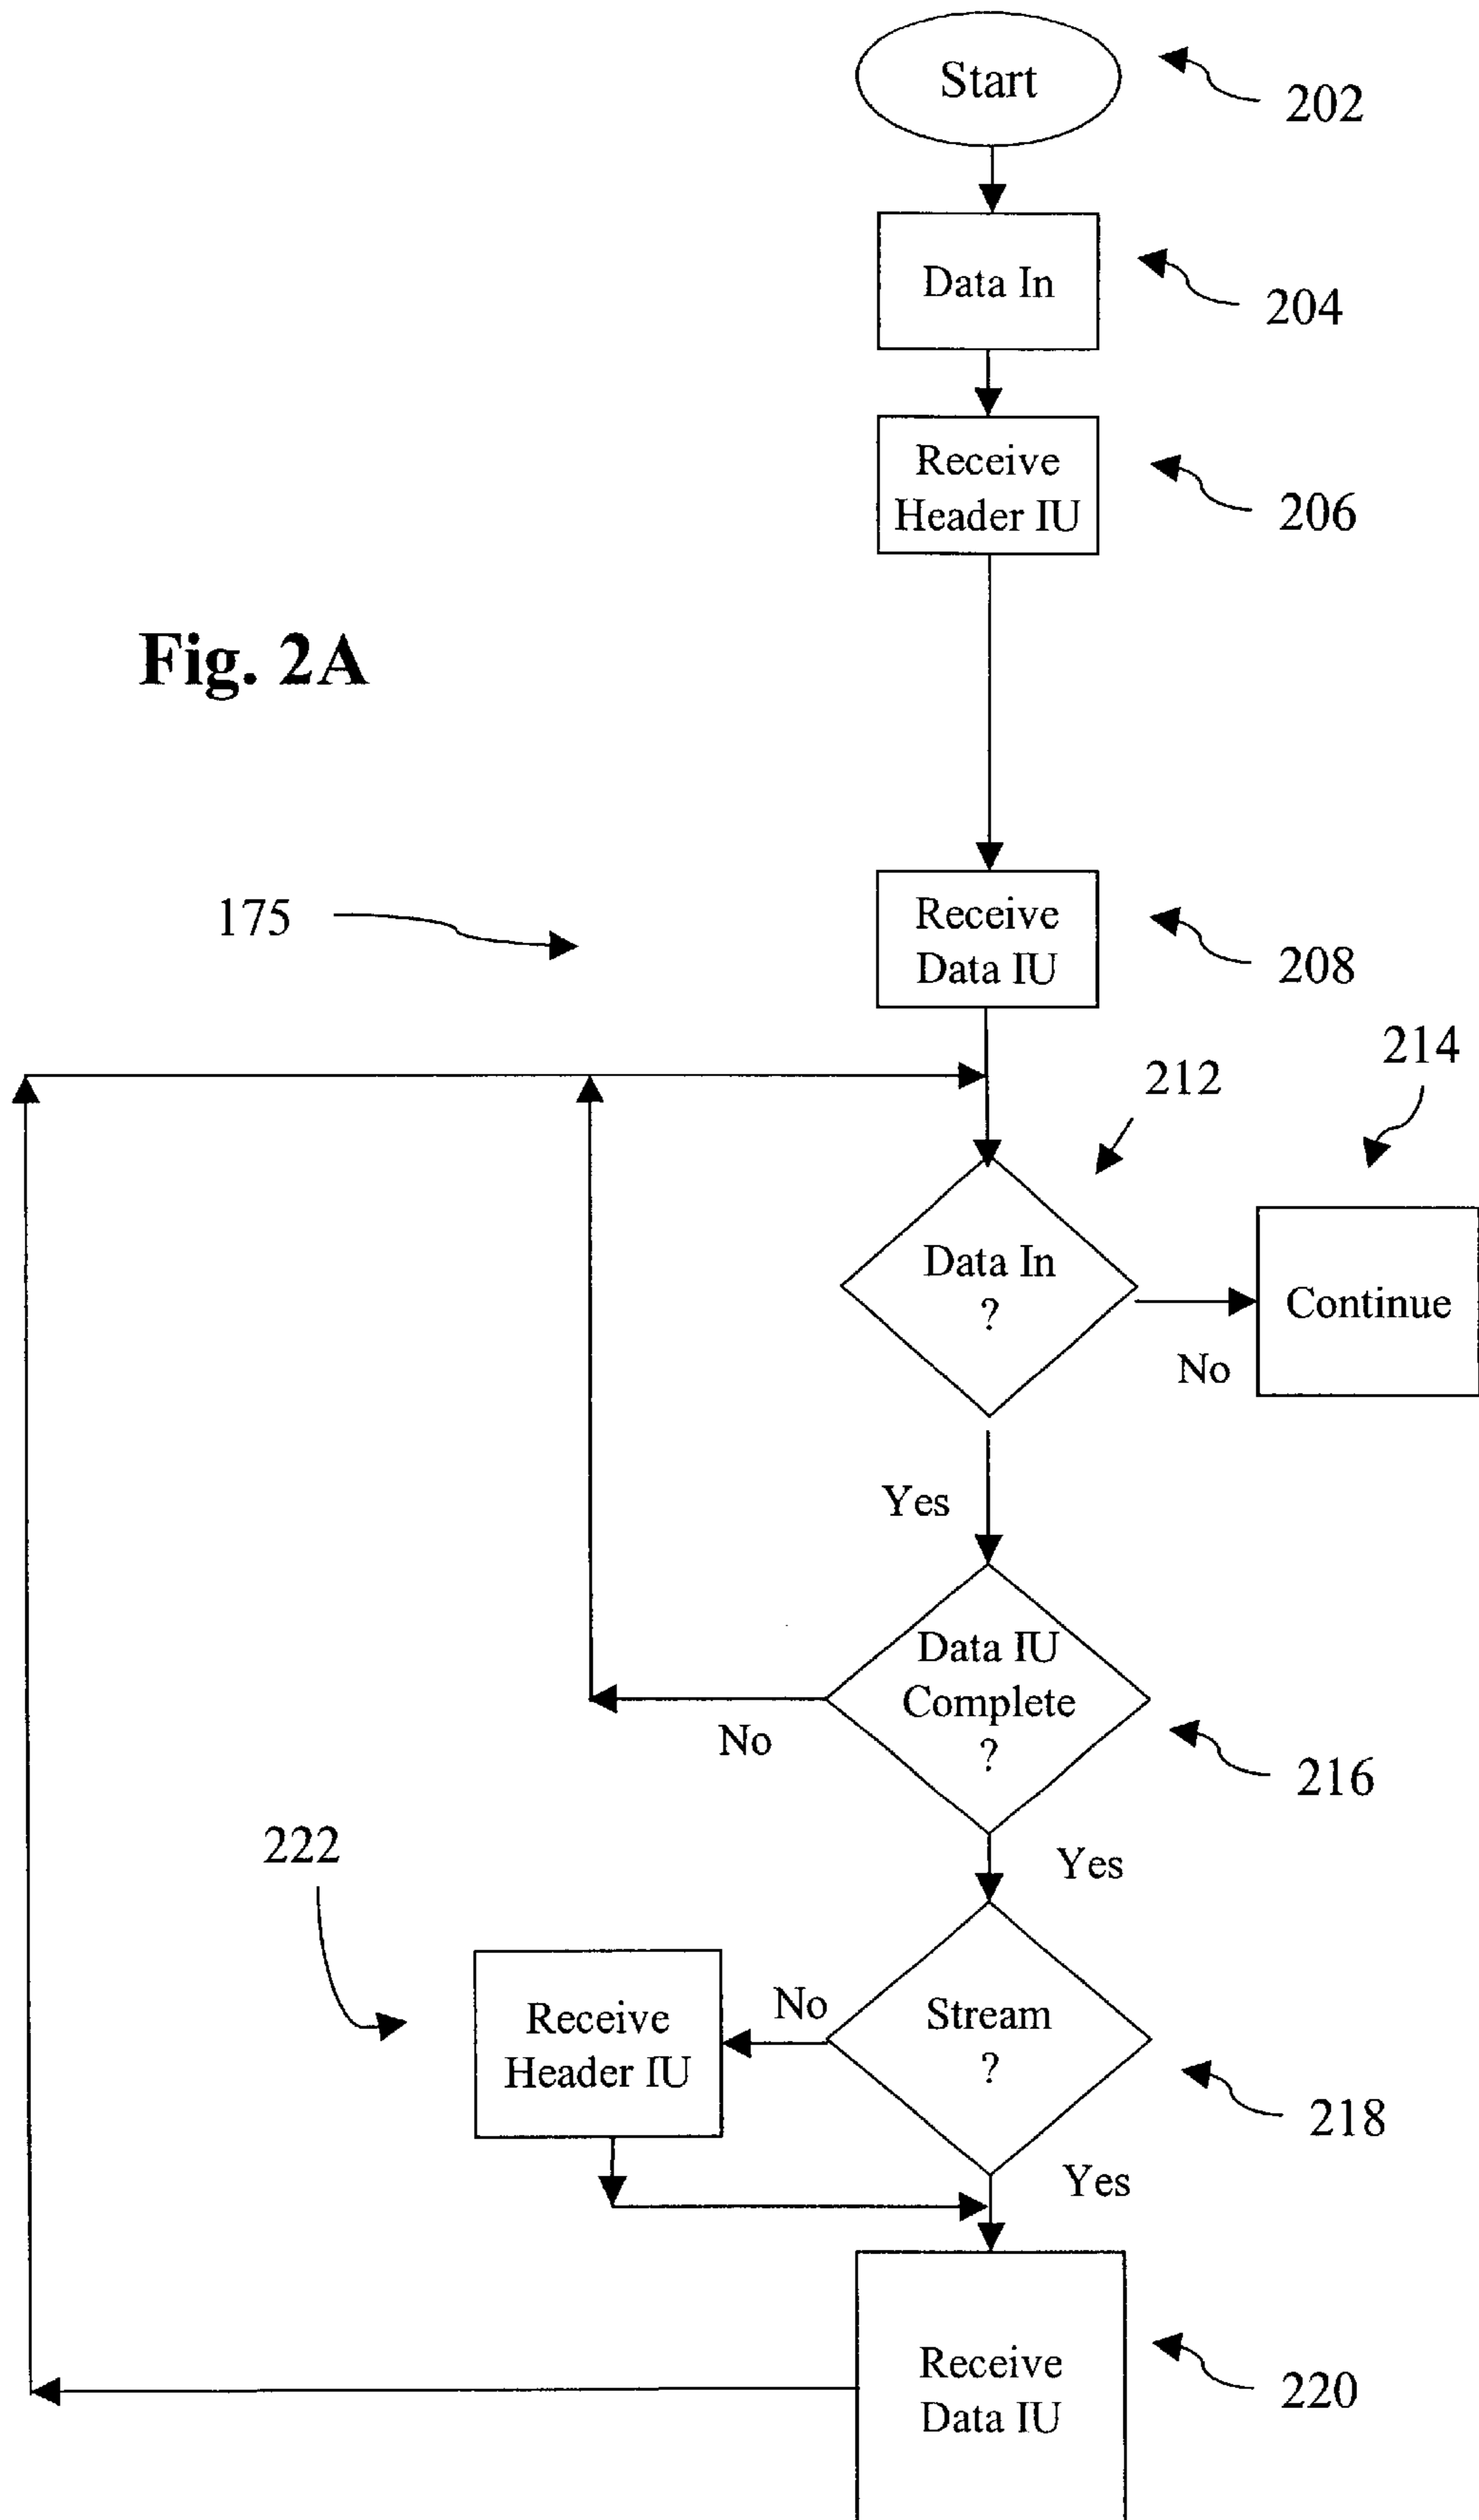 Start
202
Data In
204
Receive
Header IU
206
Fig. 2A
175
Receive
Data IU
208
214
212
Data In
?
Continue
No
Yes
Data IU
Complete
?
No
216
222
Yes
Receive
Header IU
No
Stream
?
218
Yes
Receive
Data IU
220